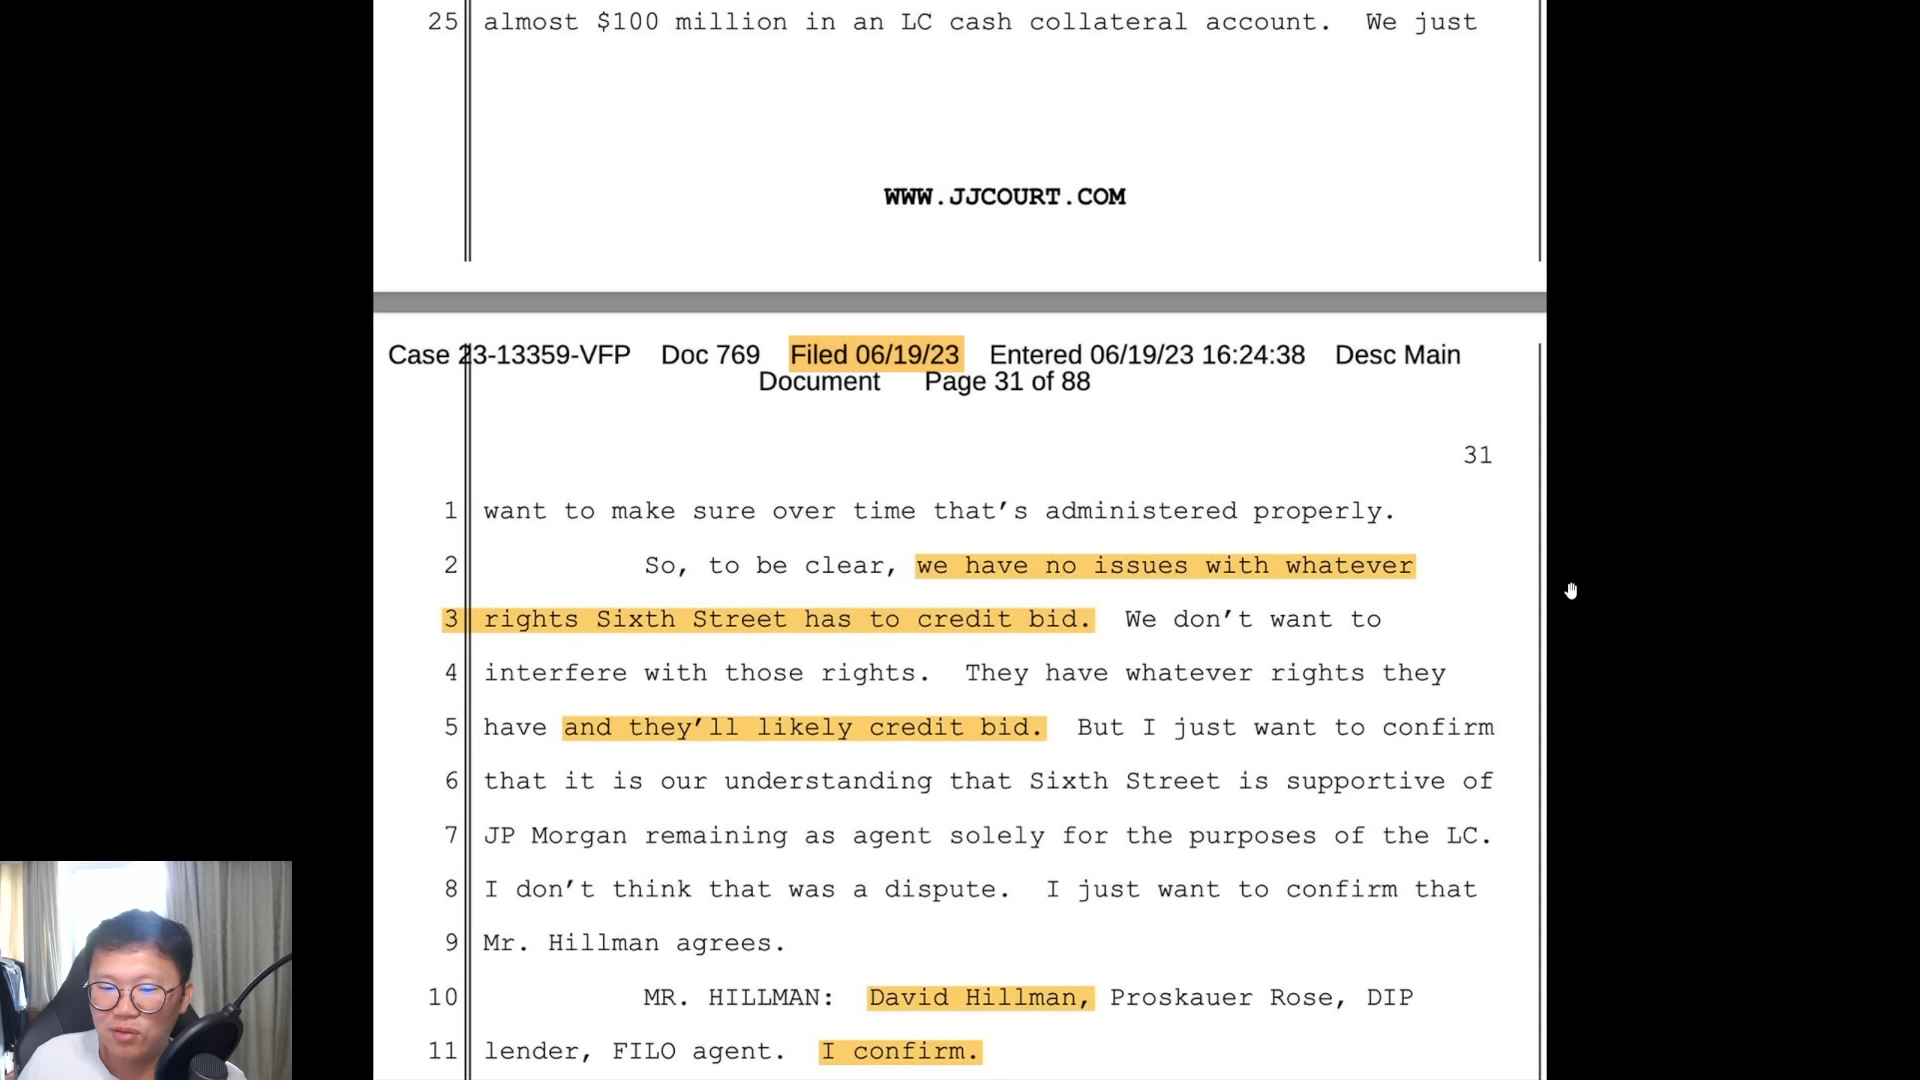 25 almost $100 million in an LC cash collateral account. We just
WWW.JJCOURT.COM
Case 23-13359-VFP Doc 769 Filed 06/19/23 Entered 06/19/23 16:24:38 Desc Main
Document Page 31 of 88
31
1 want to make sure over time that’s administered properly.
2 So, to be clear, we have no issues with whatever
3 rights Sixth Street has to credit bid. We don’t want to
4 interfere with those rights. They have whatever rights they
5 have and they’ll likely credit bid. But I just want to confirm
6 that it is our understanding that Sixth Street is supportive of
7 JP Morgan remaining as agent solely for the purposes of the LC.
8 I don’t think that was a dispute. I just want to confirm that
9 Mr. Hillman agrees.
10 MR. HILLMAN: David Hillman, Proskauer Rose, DIP
11 lender, FILO agent. I confirm.